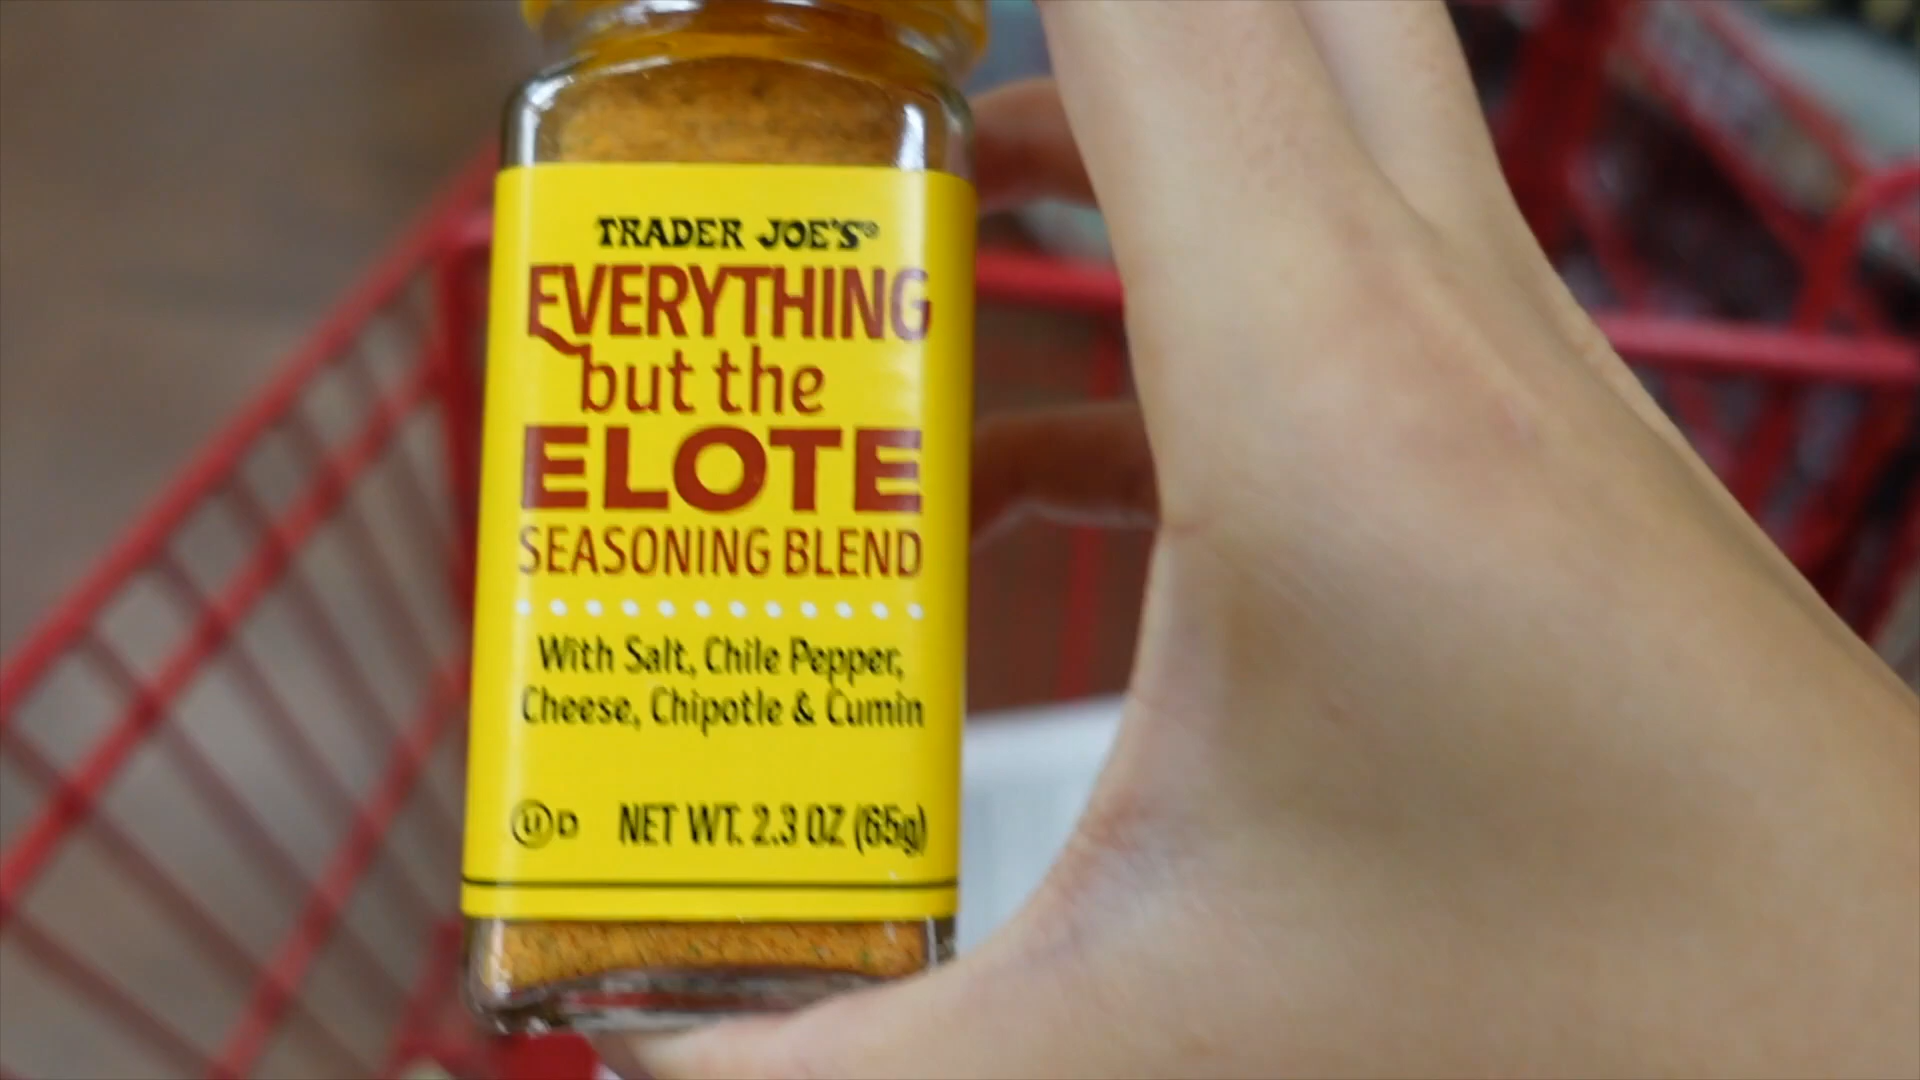 TRADER JOE'S®
EVERYTHING
but the
ELOTE
SEASONING BLEND
With Salt, Chile Pepper,
Cheese, Chipotle & Cumin
Ⓤ D NET WT. 2.3 OZ (65g)